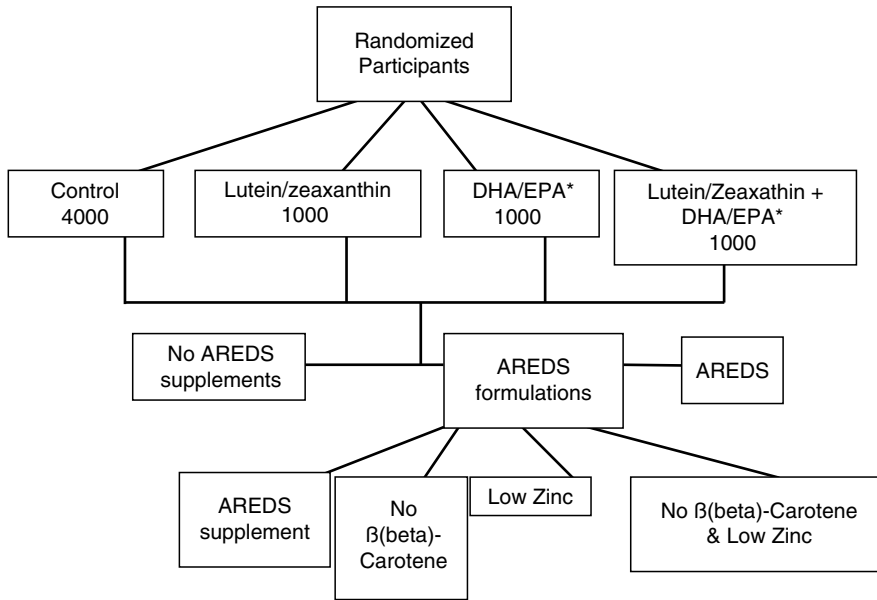 Randomized
Participants
Control
4000
Lutein/zeaxanthin
1000
DHA/EPA*
1000
Lutein/Zeaxathin +
DHA/EPA*
1000
No AREDS
supplements
AREDS
formulations
AREDS
AREDS
supplement
No
ß(beta)-
Carotene
Low Zinc
No ß(beta)-Carotene
& Low Zinc